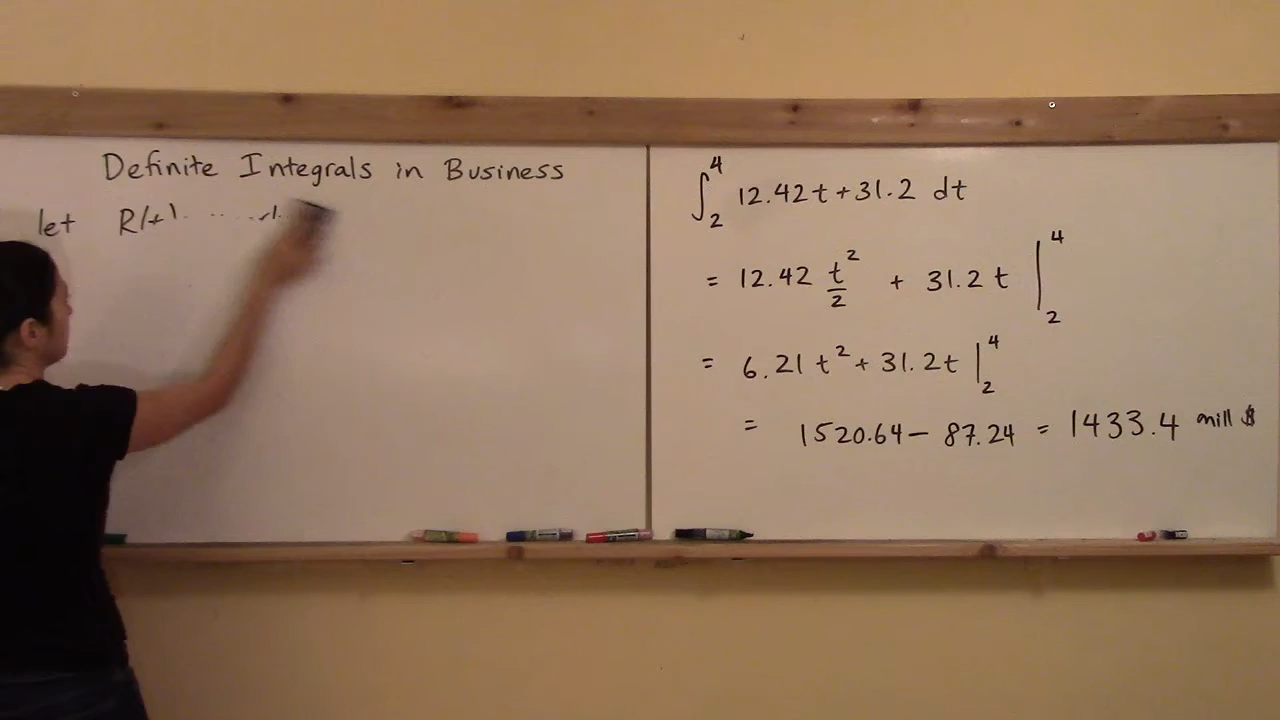 Definite Integrals in Business
let R(t)
∫₂⁴ 12.42t + 31.2 dt
= 12.42 t²/2 + 31.2 t |₂⁴
= 6.21 t² + 31.2t |₂⁴
= 1520.64 - 87.24 = 1433.4 mill $